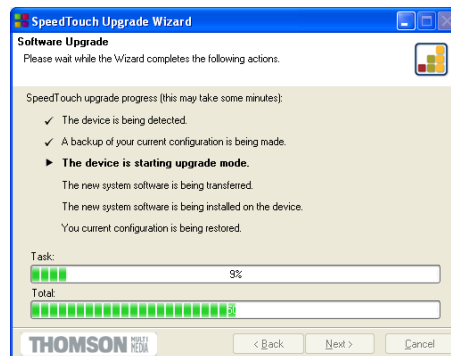 SpeedTouch Upgrade Wizard
Software Upgrade
Please wait while the Wizard completes the following actions.
SpeedTouch upgrade progress (this may take some minutes):
The device is being detected.
A backup of your current configuration is being made.
The device is starting upgrade mode.
The new system software is being transferred.
The new system software is being installed on the device.
You current configuration is being restored.
Task:
9%
Total:
THOMSON MULTI MEDIA
< Back Next > Cancel